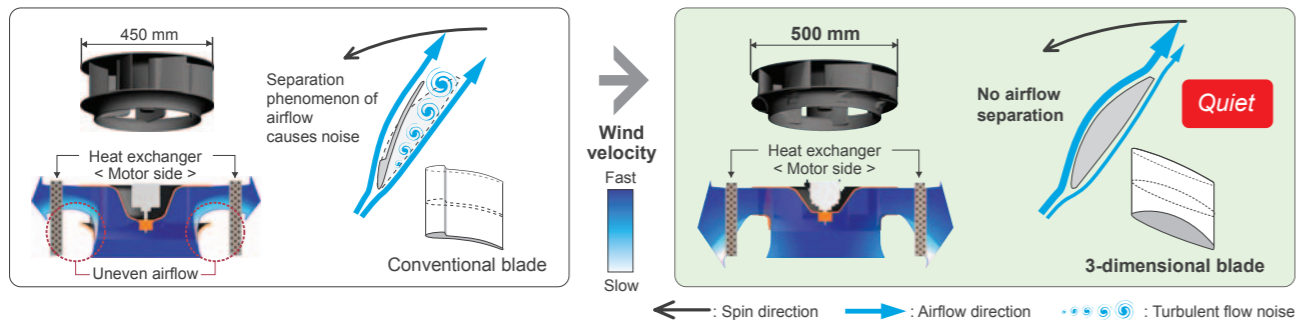 450 mm
Separation
phenomenon of
airflow
causes noise
Heat exchanger
< Motor side >
Uneven airflow
Conventional blade
Wind
velocity
Fast
Slow
500 mm
No airflow
separation
Quiet
Heat exchanger
< Motor side >
3-dimensional blade
: Spin direction
: Airflow direction
: Turbulent flow noise